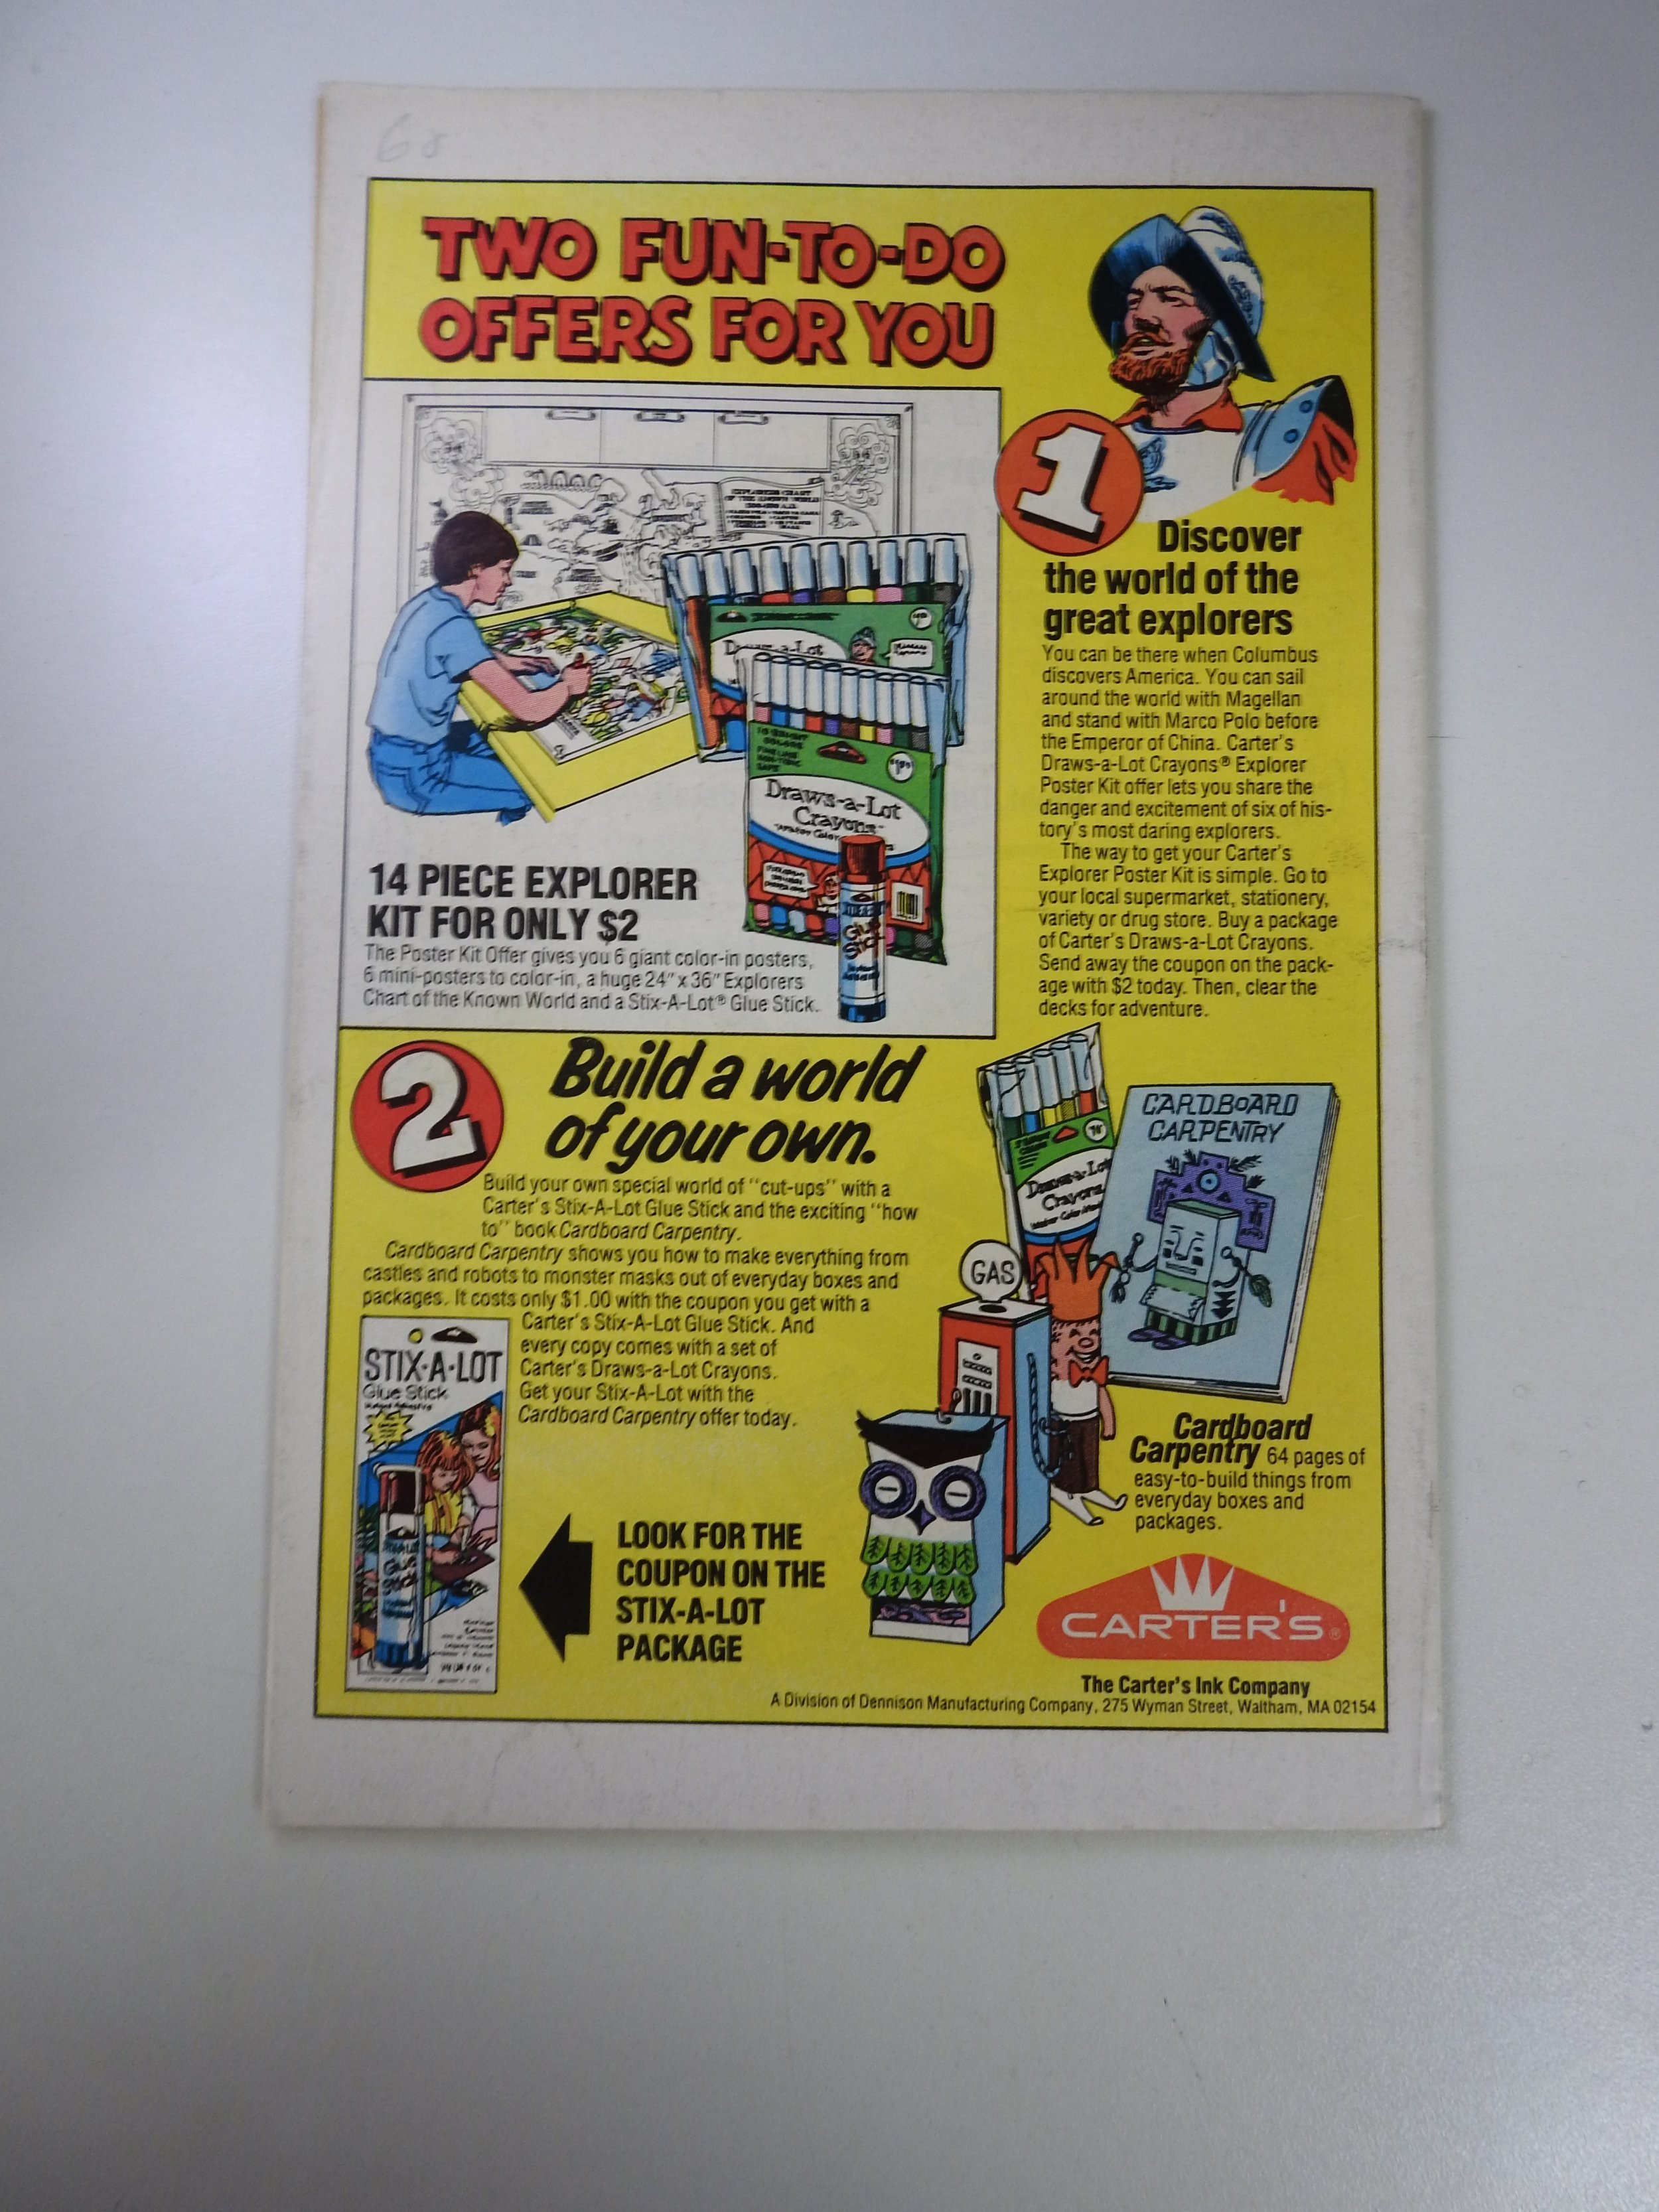 TWO FUN-TO-DO
OFFERS FOR YOU
1
Discover
the world of the
great explorers
You can be there when Columbus
discovers America. You can sail
around the world with Magellan
and stand with Marco Polo before
the Emperor of China. Carter's
Draws-a-Lot Crayons® Explorer
Poster Kit offer lets you share the
danger and excitement of six of his-
tory's most daring explorers.
The way to get your Carter's
Explorer Poster Kit is simple. Go to
your local supermarket, stationery,
variety or drug store. Buy a package
of Carter's Draws-a-Lot Crayons.
Send away the coupon on the pack-
age with $2 today. Then, clear the
decks for adventure.
EXPLORERS CHART
OF THE KNOWN WORLD
Draws-a-Lot
Draws-a-Lot
Crayons
Glue
Stick
14 PIECE EXPLORER
KIT FOR ONLY $2
The Poster Kit Offer gives you 6 giant color-in posters,
6 mini-posters to color-in, a huge 24" x 36" Explorers
Chart of the Known World and a Stix-A-Lot® Glue Stick.
2
Build a world
of your own.
Build your own special world of "cut-ups" with a
Carter's Stix-A-Lot Glue Stick and the exciting "how
to" book Cardboard Carpentry.
Cardboard Carpentry shows you how to make everything from
castles and robots to monster masks out of everyday boxes and
packages. It costs only $1.00 with the coupon you get with a
Carter's Stix-A-Lot Glue Stick. And
every copy comes with a set of
Carter's Draws-a-Lot Crayons.
Get your Stix-A-Lot with the
Cardboard Carpentry offer today.
STIX-A-LOT
Glue Stick
LOOK FOR THE
COUPON ON THE
STIX-A-LOT
PACKAGE
Draws-a-Lot
Crayons
CARDBOARD
CARPENTRY
GAS
Cardboard
Carpentry 64 pages of
easy-to-build things from
everyday boxes and
packages.
CARTER'S®
The Carter's Ink Company
A Division of Dennison Manufacturing Company, 275 Wyman Street, Waltham, MA 02154